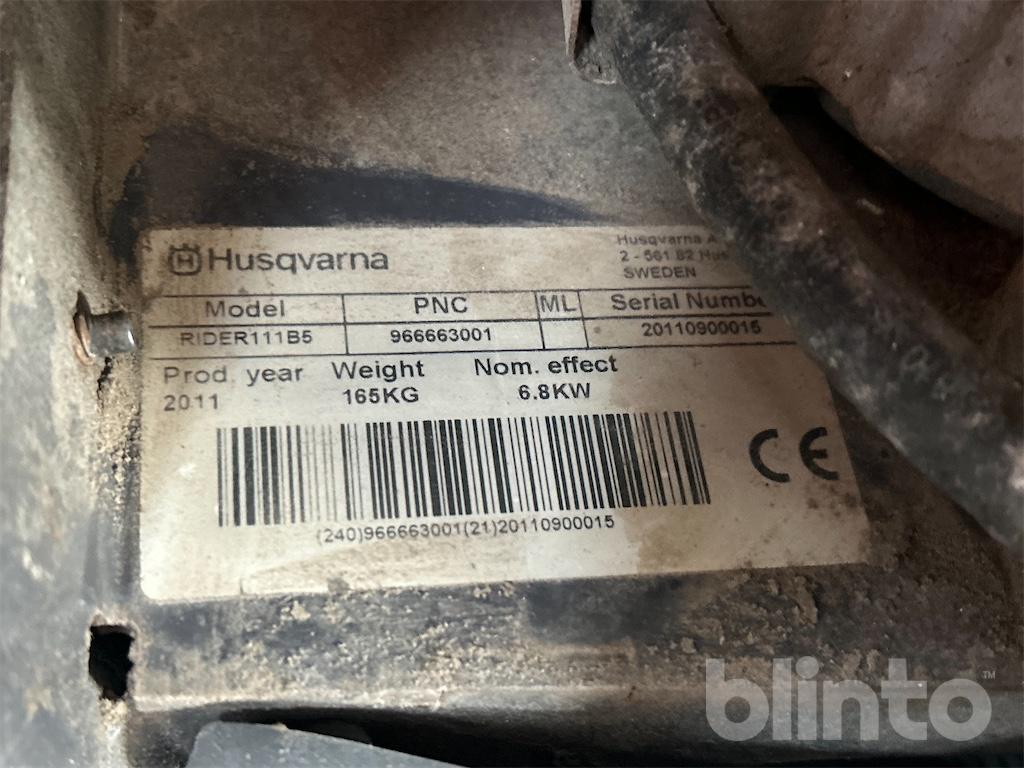 Husqvarna
Husqvarna A
2 - 561 82 Hus
SWEDEN
Model PNC ML Serial Numbe
RIDER111B5 966663001 20110900015
Prod. year Weight Nom. effect
2011 165KG 6.8KW
CE
(240)966663001(21)20110900015
blinto™